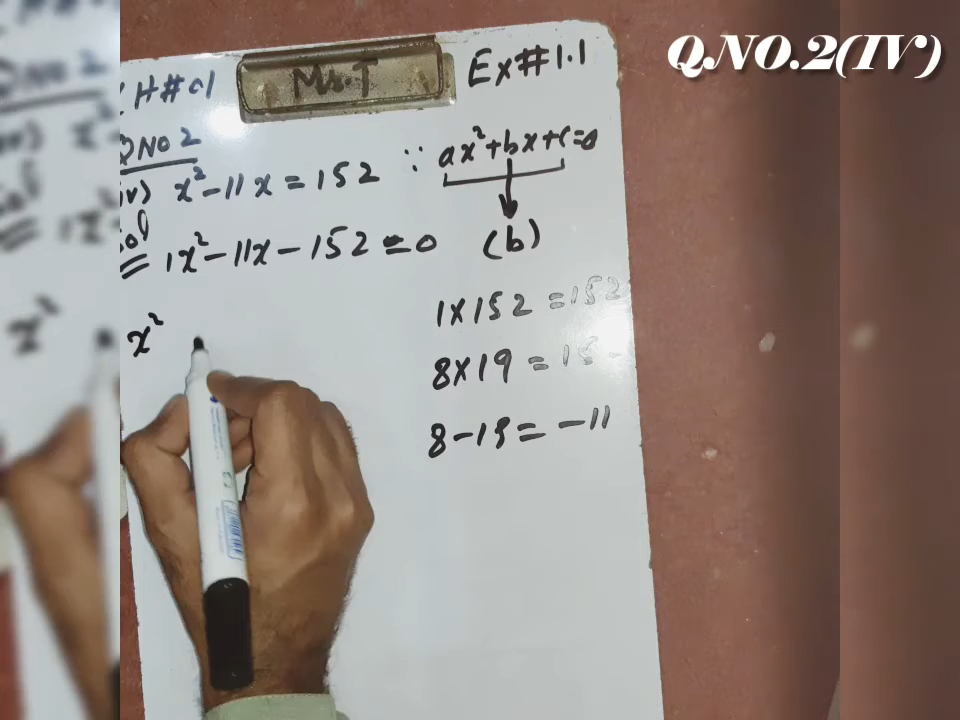 Q.NO.2(IV)
CH#01
Mr.T
Ex#1.1
QNO 2
(iv) x²-11x=152 ∵ ax²+bx+c=0
Sol
1x²-11x-152=0 (b)
1×152=152
8×19=15
x²
8-19=-11